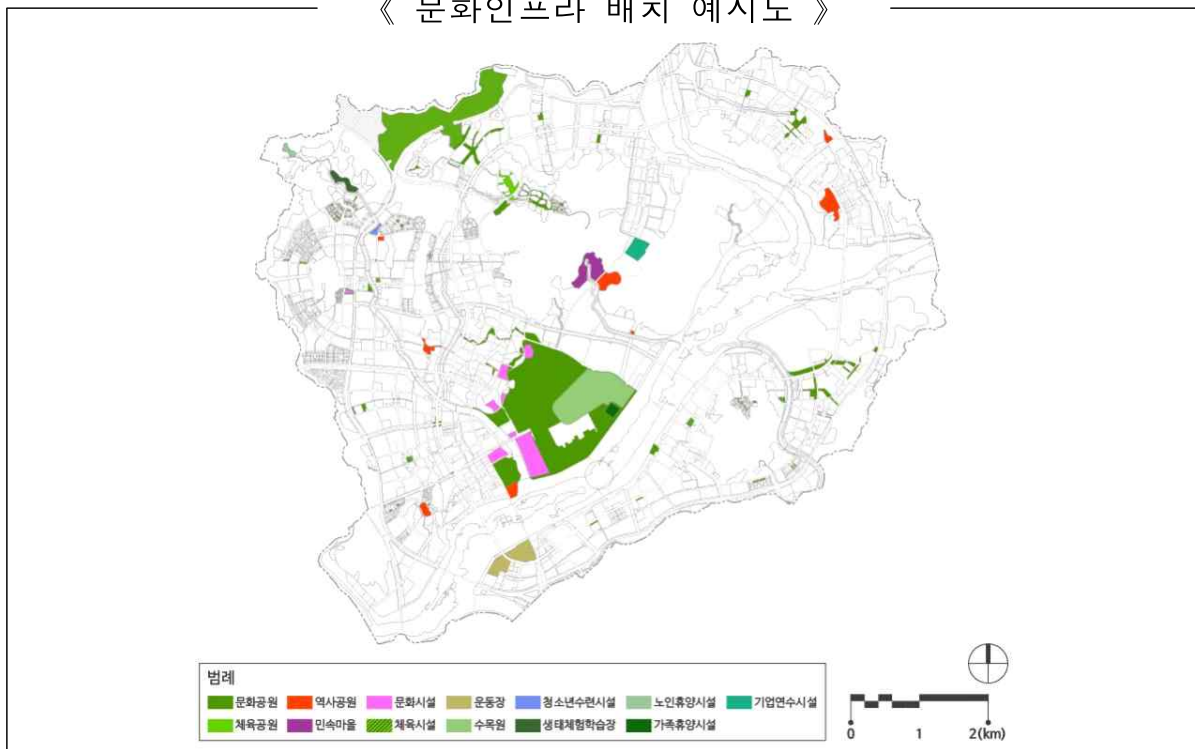 《 문화인프라 배치 예시도 》
범례
문화공원 역사공원 문화시설 운동장 청소년수련시설 노인휴양시설 기업연수시설
체육공원 민속마을 체육시설 수목원 생태체험학습장 가족휴양시설
0 1 2(km)